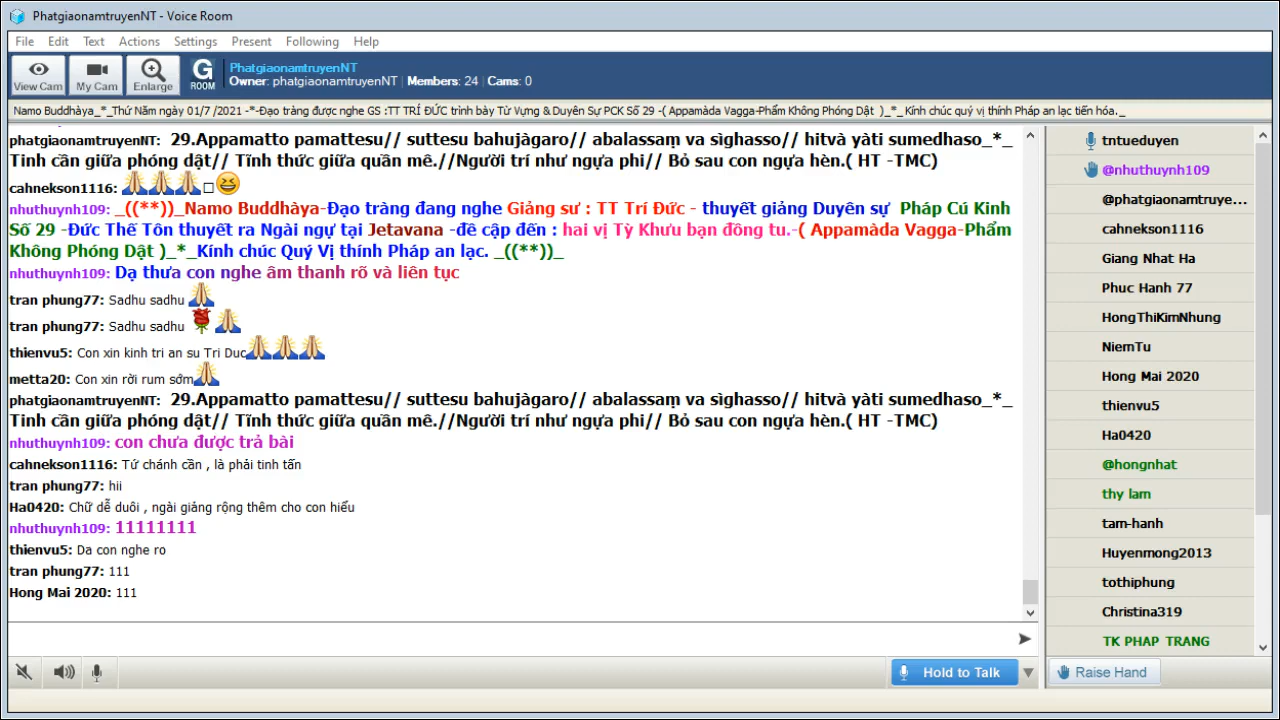 PhatgiaonamtruyenNT - Voice Room
File Edit Text Actions Settings Present Following Help
View Cam
My Cam
Enlarge
G ROOM
PhatgiaonamtruyenNT
Owner: phatgiaonamtruyenNT | Members: 24 | Cams: 0
Namo Buddhàya_*_Thứ Năm ngày 01/7 /2021 -*-Đạo tràng được nghe GS :TT TRÍ ĐỨC trình bày Từ Vựng & Duyên Sự PCK Số 29 -( Appamàda Vagga-Phẩm Không Phóng Dật )_*_Kính chúc quý vị thính Pháp an lạc tiến hóa._
phatgiaonamtruyenNT: 29.Appamatto pamattesu// suttesu bahujàgaro// abalassaṃ va sìghasso// hitvà yàti sumedhaso_*_
Tinh cần giữa phóng dật// Tĩnh thức giữa quần mê.//Người trí như ngựa phi// Bỏ sau con ngựa hèn.( HT -TMC)
cahnekson1116:
nhuthuynh109: _((**))_Namo Buddhàya-Đạo tràng đang nghe Giảng sư : TT Trí Đức - thuyết giảng Duyên sự Pháp Cú Kinh
Số 29 -Đức Thế Tôn thuyết ra Ngài ngự tại Jetavana -đề cập đến : hai vị Tỳ Khưu bạn đồng tu.-( Appamàda Vagga-Phẩm
Không Phóng Dật )_*_Kính chúc Quý Vị thính Pháp an lạc. _((**))_
nhuthuynh109: Dạ thưa con nghe âm thanh rõ và liên tục
tran phung77: Sadhu sadhu
tran phung77: Sadhu sadhu
thienvu5: Con xin kinh tri an su Tri Duc
metta20: Con xin rời rum sớm
phatgiaonamtruyenNT: 29.Appamatto pamattesu// suttesu bahujàgaro// abalassaṃ va sìghasso// hitvà yàti sumedhaso_*_
Tinh cần giữa phóng dật// Tĩnh thức giữa quần mê.//Người trí như ngựa phi// Bỏ sau con ngựa hèn.( HT -TMC)
nhuthuynh109: con chưa được trả bài
cahnekson1116: Tứ chánh cần , là phải tinh tấn
tran phung77: hii
Ha0420: Chữ dễ duôi , ngài giảng rộng thêm cho con hiểu
nhuthuynh109: 11111111
thienvu5: Da con nghe ro
tran phung77: 111
Hong Mai 2020: 111
Hold to Talk
tntueduyen
@nhuthuynh109
@phatgiaonamtruye...
cahnekson1116
Giang Nhat Ha
Phuc Hanh 77
HongThiKimNhung
NiemTu
Hong Mai 2020
thienvu5
Ha0420
@hongnhat
thy lam
tam-hanh
Huyenmong2013
tothiphung
Christina319
TK PHAP TRANG
Raise Hand